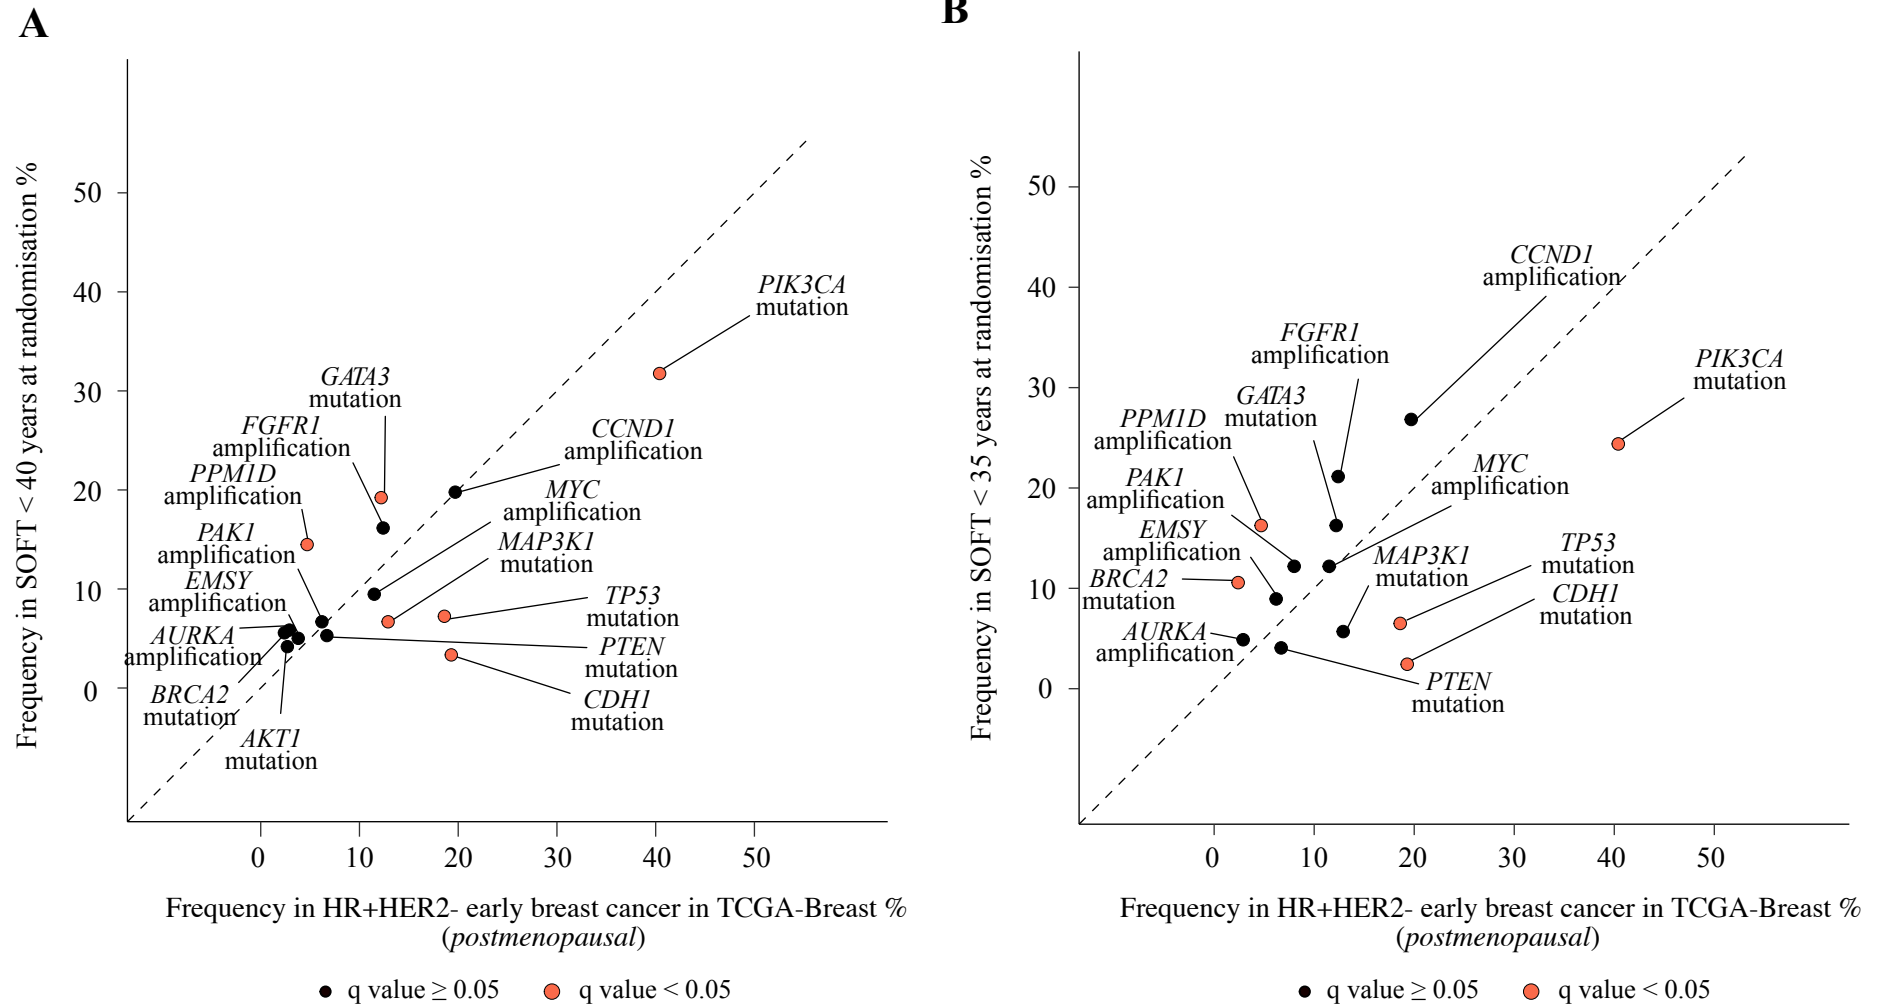 A
Frequency in SOFT < 40 years at randomisation %
50
40
30
20
10
0
PIK3CA
mutation
GATA3
mutation
FGFR1
amplification
CCND1
amplification
PPM1D
amplification
MYC
amplification
PAK1
amplification
MAP3K1
mutation
EMSY
amplification
TP53
mutation
AURKA
amplification
PTEN
mutation
BRCA2
mutation
CDH1
mutation
AKT1
mutation
0 10 20 30 40 50
Frequency in HR+HER2- early breast cancer in TCGA-Breast %
(postmenopausal)
q value ≥ 0.05 q value < 0.05
B
Frequency in SOFT < 35 years at randomisation %
50
40
30
20
10
0
CCND1
amplification
FGFR1
amplification
PIK3CA
mutation
GATA3
mutation
PPM1D
amplification
MYC
amplification
PAK1
amplification
EMSY
amplification
MAP3K1
mutation
TP53
mutation
BRCA2
mutation
CDH1
mutation
AURKA
amplification
PTEN
mutation
0 10 20 30 40 50
Frequency in HR+HER2- early breast cancer in TCGA-Breast %
(postmenopausal)
q value ≥ 0.05 q value < 0.05